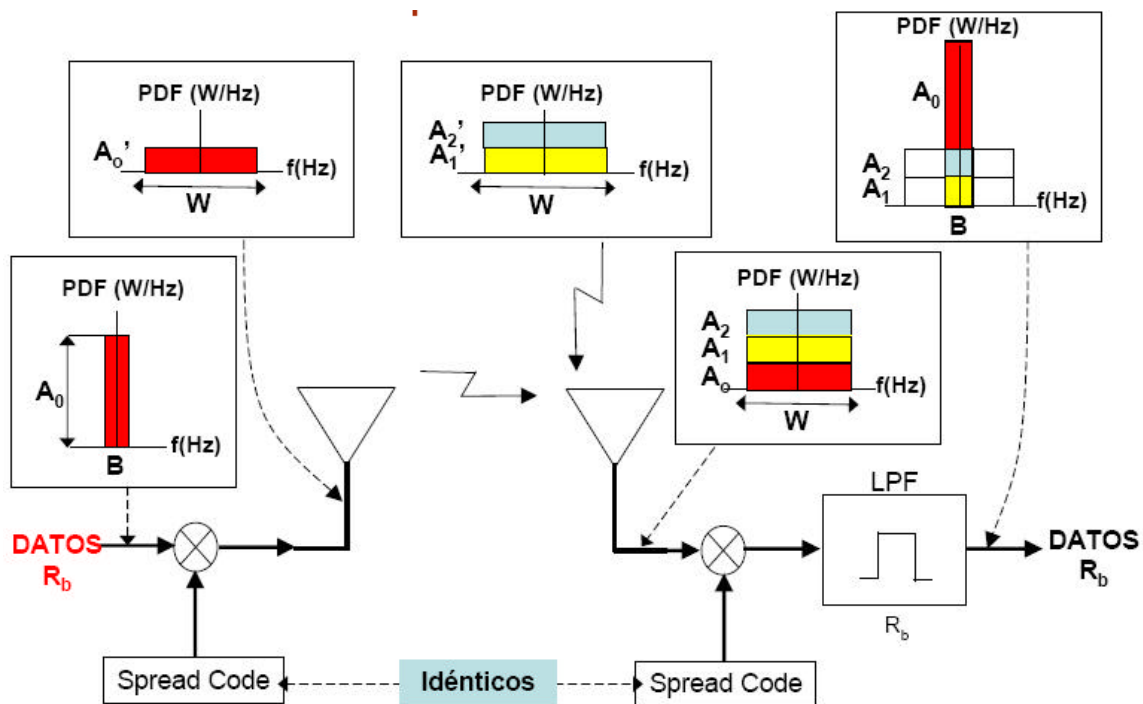 PDF (W/Hz)
Ao’
f(Hz)
W
PDF (W/Hz)
A2’
A1’
f(Hz)
W
PDF (W/Hz)
A0
A2
A1
f(Hz)
B
PDF (W/Hz)
A0
f(Hz)
B
PDF (W/Hz)
A2
A1
Ao
f(Hz)
W
DATOS
Rb
LPF
Rb
DATOS
Rb
Spread Code
Idénticos
Spread Code